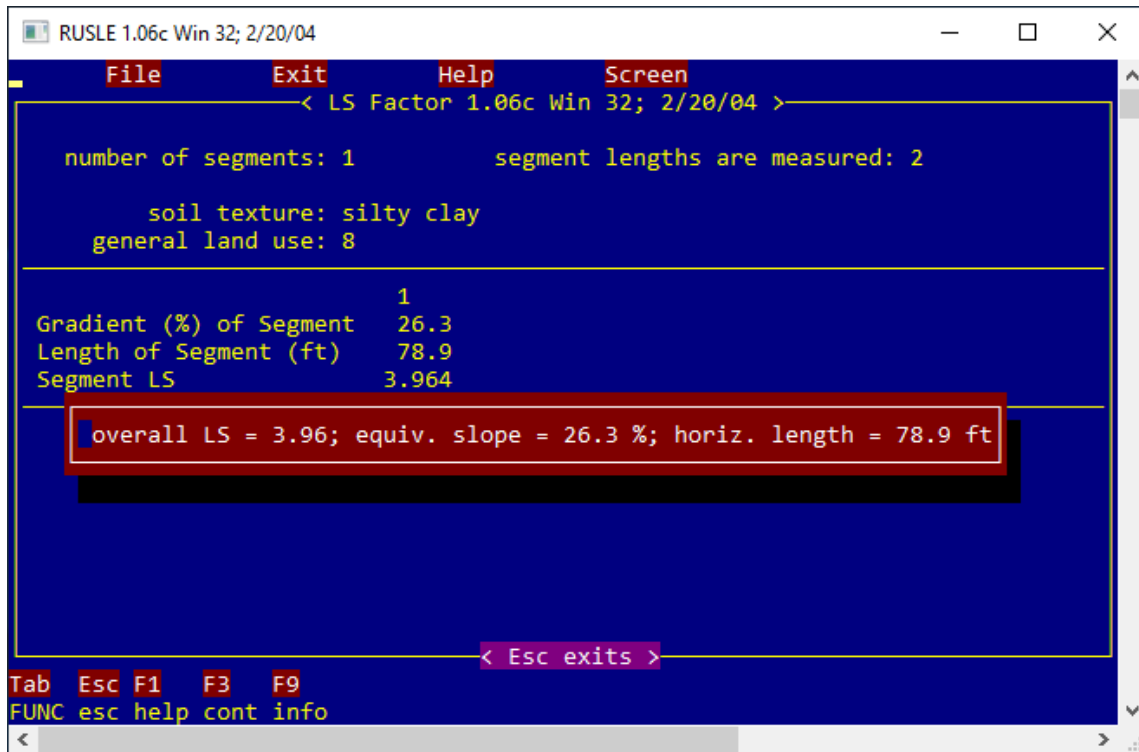 RUSLE 1.06c Win 32; 2/20/04
File Exit Help Screen
< LS Factor 1.06c Win 32; 2/20/04 >
number of segments: 1 segment lengths are measured: 2
soil texture: silty clay
general land use: 8
1
Gradient (%) of Segment 26.3
Length of Segment (ft) 78.9
Segment LS 3.964
overall LS = 3.96; equiv. slope = 26.3 %; horiz. length = 78.9 ft
< Esc exits >
Tab Esc F1 F3 F9
FUNC esc help cont info